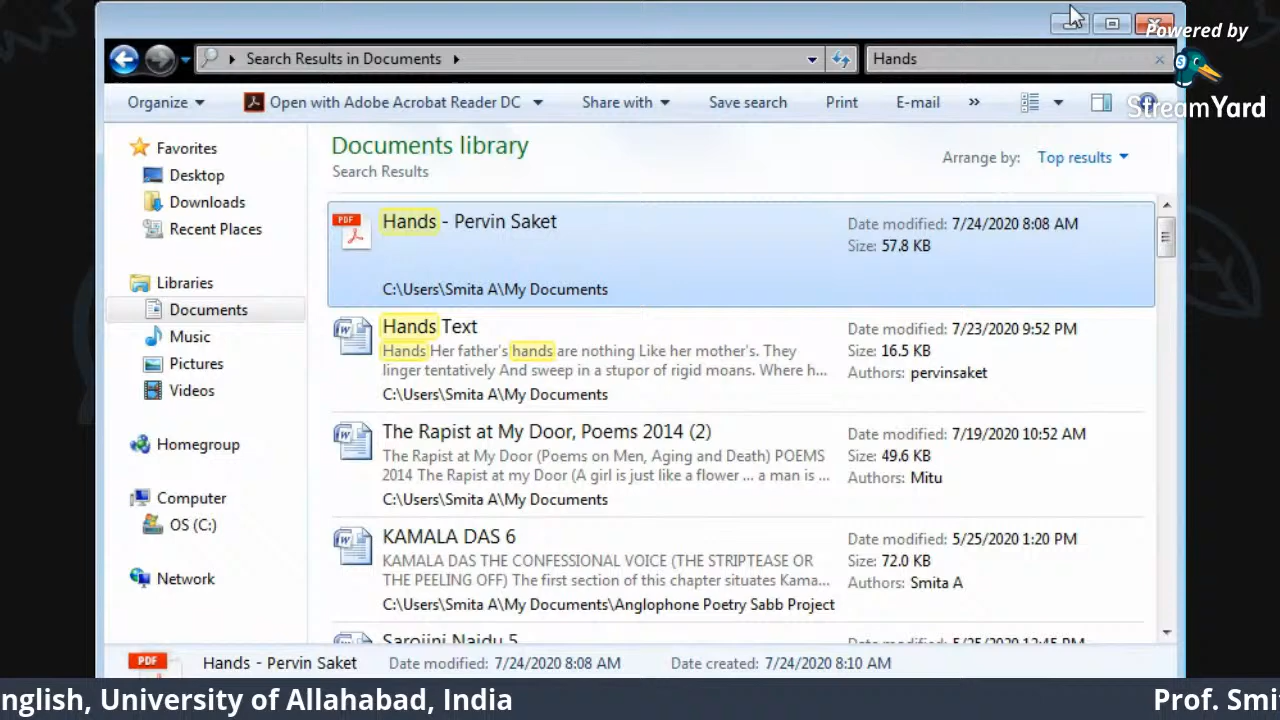 Powered by
StreamYard
Search Results in Documents
Hands
Organize
Open with Adobe Acrobat Reader DC
Share with
Save search
Print
E-mail
»
Favorites
Desktop
Downloads
Recent Places
Libraries
Documents
Music
Pictures
Videos
Homegroup
Computer
OS (C:)
Network
Documents library
Search Results
Arrange by: Top results
PDF
Hands - Pervin Saket
Date modified: 7/24/2020 8:08 AM
Size: 57.8 KB
C:\Users\Smita A\My Documents
Hands Text
Hands Her father's hands are nothing Like her mother's. They
linger tentatively And sweep in a stupor of rigid moans. Where h...
C:\Users\Smita A\My Documents
Date modified: 7/23/2020 9:52 PM
Size: 16.5 KB
Authors: pervinsaket
The Rapist at My Door, Poems 2014 (2)
The Rapist at My Door (Poems on Men, Aging and Death) POEMS
2014 The Rapist at my Door (A girl is just like a flower ... a man is ...
C:\Users\Smita A\My Documents
Date modified: 7/19/2020 10:52 AM
Size: 49.6 KB
Authors: Mitu
KAMALA DAS 6
KAMALA DAS THE CONFESSIONAL VOICE (THE STRIPTEASE OR
THE PEELING OFF) The first section of this chapter situates Kama...
C:\Users\Smita A\My Documents\Anglophone Poetry Sabb Project
Date modified: 5/25/2020 1:20 PM
Size: 72.0 KB
Authors: Smita A
Sarojini Naidu 5
Date modified: 5/25/2020 12:45 PM
PDF
Hands - Pervin Saket
Date modified: 7/24/2020 8:08 AM
Date created: 7/24/2020 8:10 AM
nglish, University of Allahabad, India
Prof. Smi